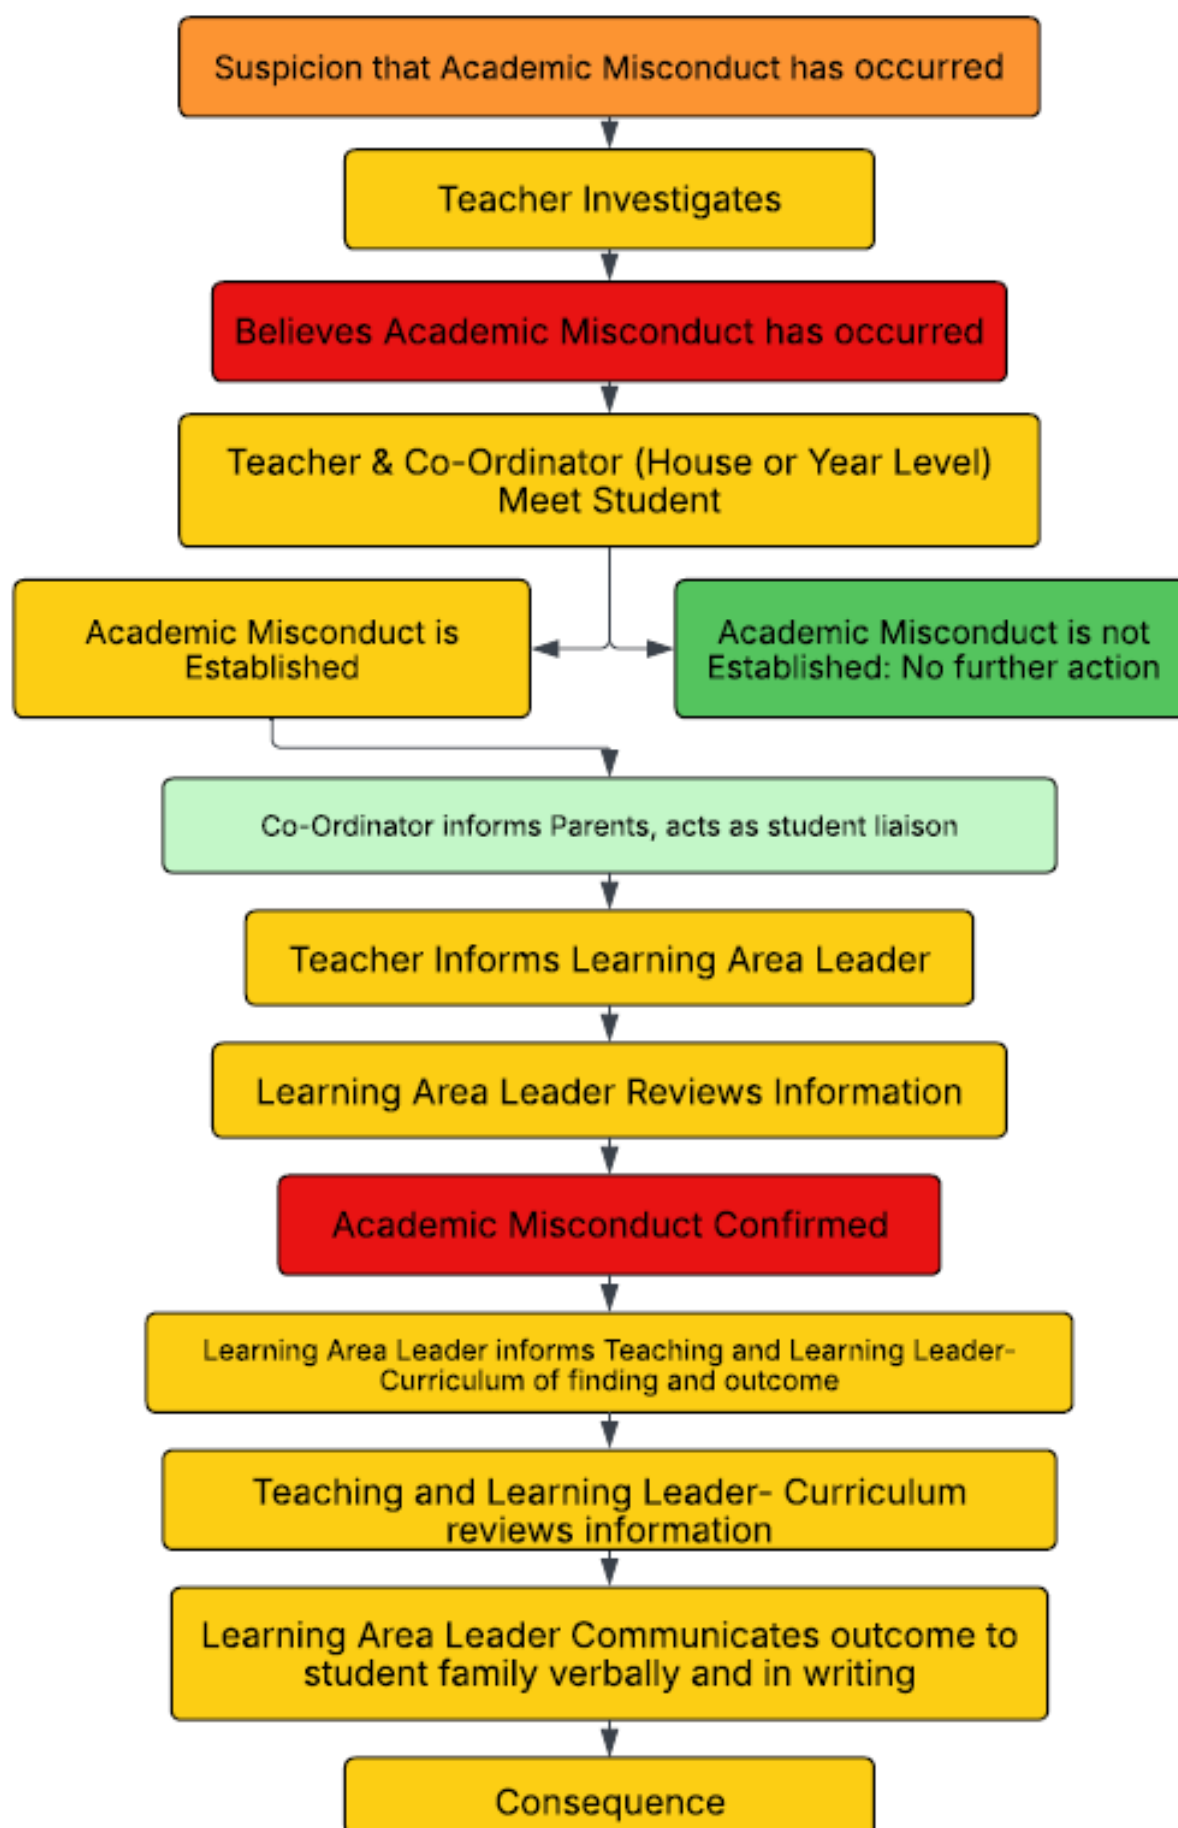 Suspicion that Academic Misconduct has occurred
Teacher Investigates
Believes Academic Misconduct has occurred
Teacher & Co-Ordinator (House or Year Level)
Meet Student
Academic Misconduct is
Established
Academic Misconduct is not
Established: No further action
Co-Ordinator informs Parents, acts as student liaison
Teacher Informs Learning Area Leader
Learning Area Leader Reviews Information
Academic Misconduct Confirmed
Learning Area Leader informs Teaching and Learning Leader-
Curriculum of finding and outcome
Teaching and Learning Leader- Curriculum
reviews information
Learning Area Leader Communicates outcome to
student family verbally and in writing
Consequence